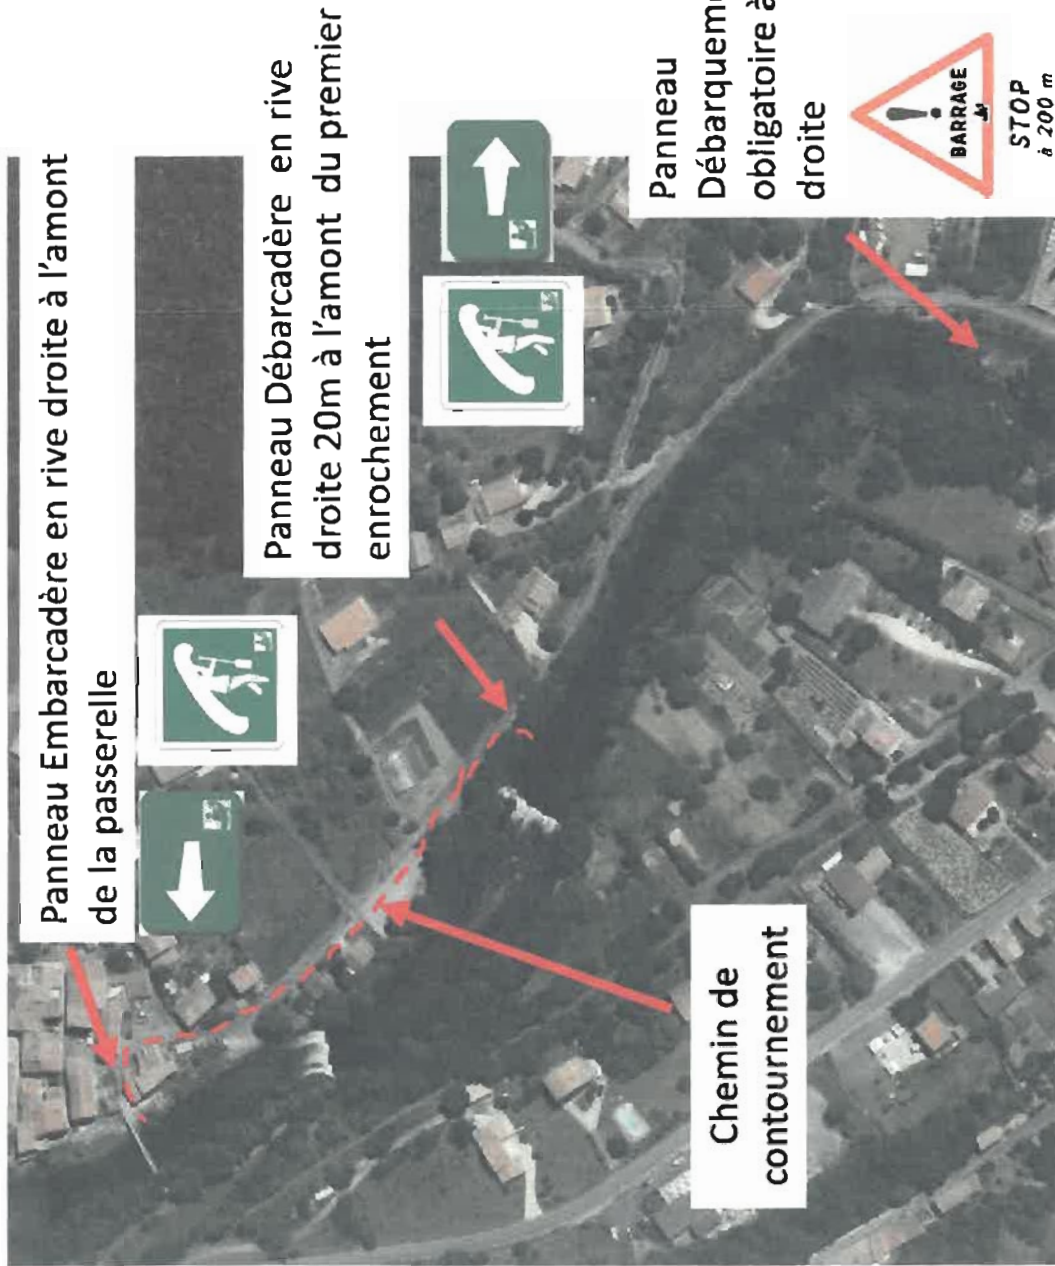 Panneau Embarcadère en rive droite à l'amont
de la passerelle
Panneau Débarcadère en rive
droite 20m à l'amont du premier
enrochement
Panneau
Débarquem
obligatoire à
droite
BARRAGE
STOP
à 200 m
Chemin de
contournement